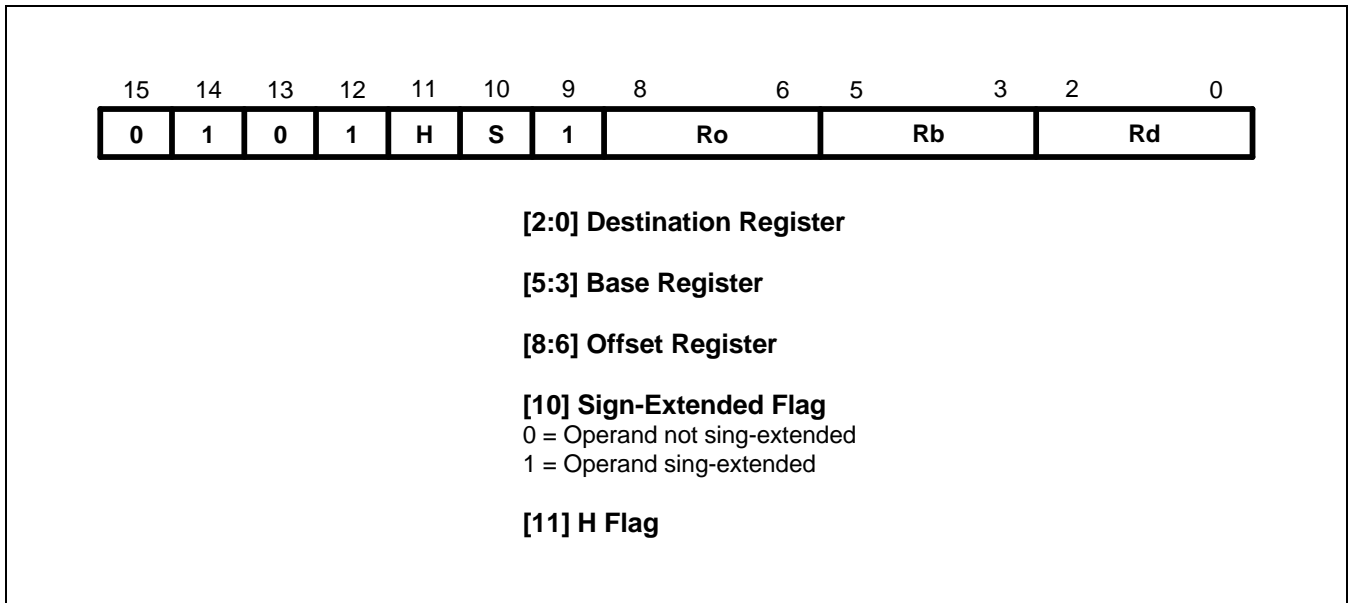 15 14 13 12 11 10 9 8 6 5 3 2 0
0 1 0 1 H S 1 Ro Rb Rd
[2:0] Destination Register
[5:3] Base Register
[8:6] Offset Register
[10] Sign-Extended Flag
0 = Operand not sing-extended
1 = Operand sing-extended
[11] H Flag